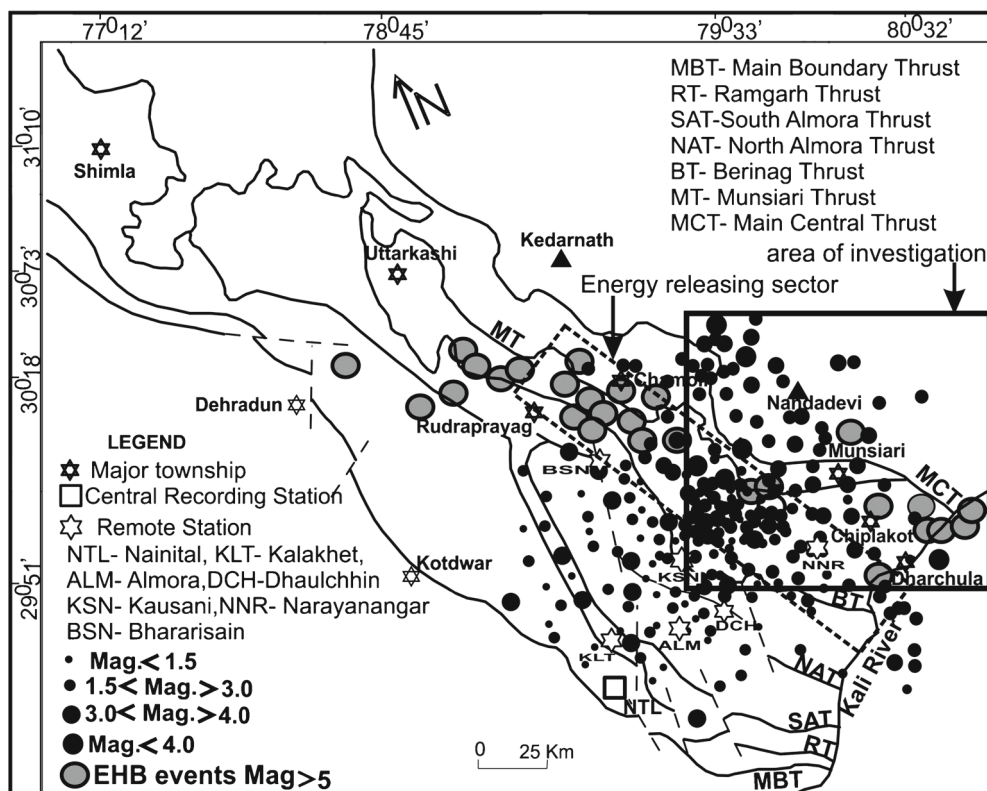 77⁰12’
78⁰45’
79⁰33’
80⁰32’
MBT- Main Boundary Thrust
RT- Ramgarh Thrust
SAT-South Almora Thrust
NAT- North Almora Thrust
BT- Berinag Thrust
MT- Munsiari Thrust
MCT- Main Central Thrust
N
31⁰10’
Shimla
Kedarnath
area of investigation
Uttarkashi
Energy releasing sector
30⁰73’
MT
30⁰18’
Chamoli
Nandadevi
Dehradun
Rudraprayag
Munsiari
BSN
MCT
Chiplakot
KSN
NNR
Dharchula
Kotdwar
29⁰51’
BT
DCH
ALM
KLT
NAT
Kali River
NTL
SAT
RT
MBT
LEGEND
Major township
Central Recording Station
Remote Station
NTL- Nainital, KLT- Kalakhet,
ALM- Almora,DCH-Dhaulchhin
KSN- Kausani,NNR- Narayanangar
BSN- Bhararisain
Mag.< 1.5
1.5< Mag.>3.0
3.0< Mag.>4.0
Mag.< 4.0
EHB events Mag>5
0 25 Km